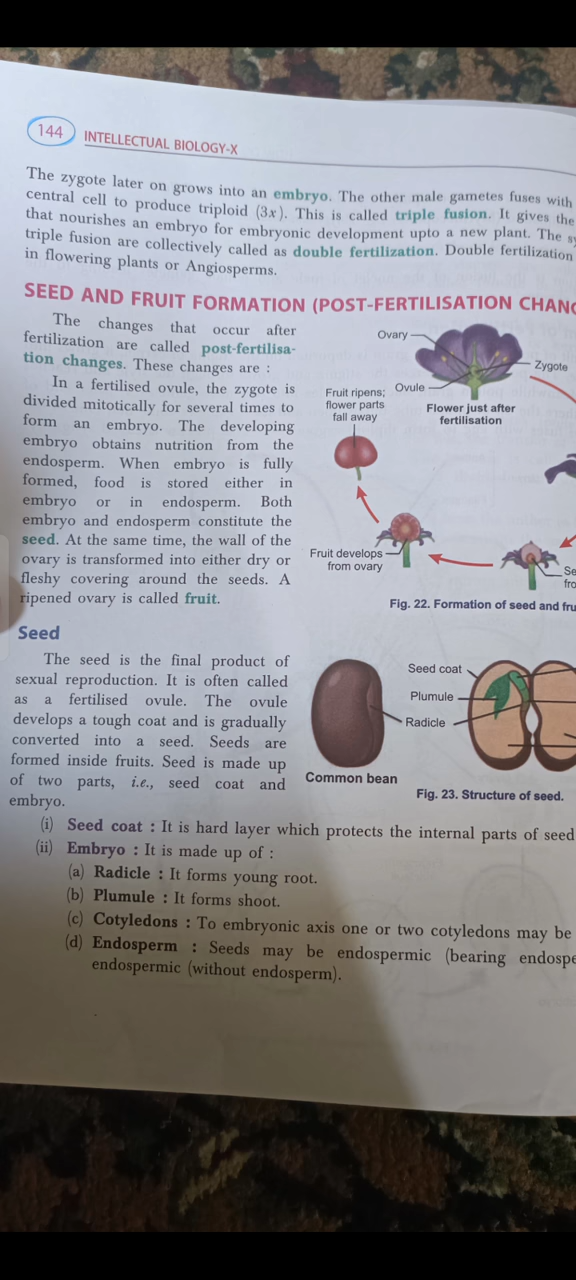 144 INTELLECTUAL BIOLOGY-X
The zygote later on grows into an embryo. The other male gametes fuses with
central cell to produce triploid (3x). This is called triple fusion. It gives the
that nourishes an embryo for embryonic development upto a new plant. The
triple fusion are collectively called as double fertilization. Double fertilization
in flowering plants or Angiosperms.
SEED AND FRUIT FORMATION (POST-FERTILISATION
The changes that occur after
fertilization are called post-fertilisa-
tion changes. These changes are :
In a fertilised ovule, the zygote is
divided mitotically for several times to
form an embryo. The developing
embryo obtains nutrition from the
endosperm. When embryo is fully
formed, food is stored either in
embryo or in endosperm. Both
embryo and endosperm constitute the
seed. At the same time, the wall of the
ovary is transformed into either dry or
fleshy covering around the seeds. A
ripened ovary is called fruit.
Ovary
Zygote
Ovule
Flower just after
fertilisation
Fruit ripens;
flower parts
fall away
Fruit develops
from ovary
Fig. 22. Formation of seed and
Seed
The seed is the final product of
sexual reproduction. It is often called
as a fertilised ovule. The ovule
develops a tough coat and is gradually
converted into a seed. Seeds are
formed inside fruits. Seed is made up
of two parts, i.e., seed coat and
embryo.
Seed coat
Plumule
Radicle
Common bean
Fig. 23. Structure of seed.
(i) Seed coat : It is hard layer which protects the internal parts of seed
(ii) Embryo : It is made up of :
(a) Radicle : It forms young root.
(b) Plumule : It forms shoot.
(c) Cotyledons : To embryonic axis one or two cotyledons may be
(d) Endosperm : Seeds may be endospermic (bearing
endospermic (without endosperm).